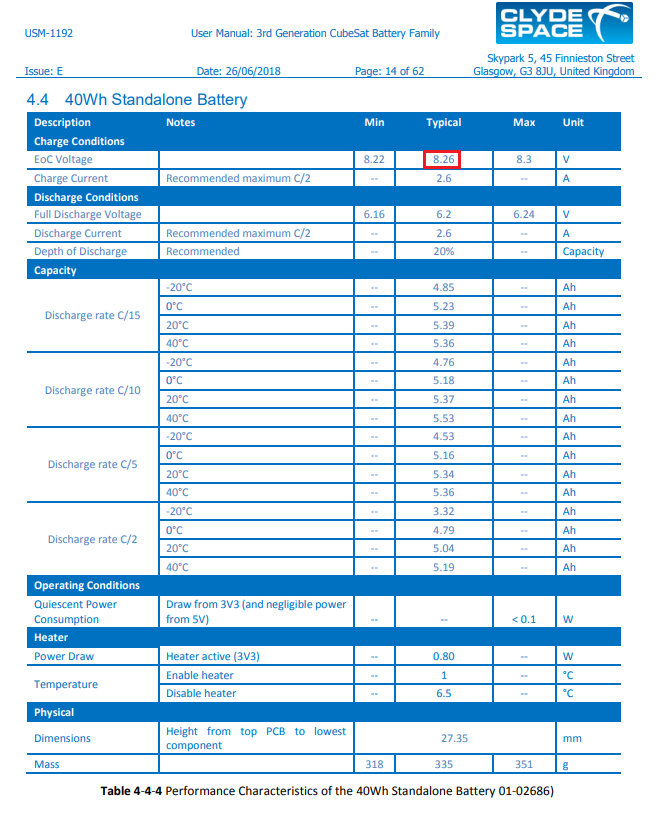 CLYDE
SPACE
USM-1192 User Manual: 3rd Generation CubeSat Battery Family
Skypark 5, 45 Finnieston Street
Issue: E Date: 26/06/2018 Page: 14 of 62 Glasgow, G3 8JU, United Kingdom
4.4 40Wh Standalone Battery
Description Notes Min Typical Max Unit
Charge Conditions
EoC Voltage 8.22 8.26 8.3 V
Charge Current Recommended maximum C/2 -- 2.6 -- A
Discharge Conditions
Full Discharge Voltage 6.16 6.2 6.24 V
Discharge Current Recommended maximum C/2 -- 2.6 -- A
Depth of Discharge Recommended -- 20% -- Capacity
Capacity
Discharge rate C/15
-20°C -- 4.85 -- Ah
0°C -- 5.23 -- Ah
20°C -- 5.39 -- Ah
40°C -- 5.36 -- Ah
Discharge rate C/10
-20°C -- 4.76 -- Ah
0°C -- 5.18 -- Ah
20°C -- 5.37 -- Ah
40°C -- 5.53 -- Ah
Discharge rate C/5
-20°C -- 4.53 -- Ah
0°C -- 5.16 -- Ah
20°C -- 5.34 -- Ah
40°C -- 5.36 -- Ah
Discharge rate C/2
-20°C -- 3.32 -- Ah
0°C -- 4.79 -- Ah
20°C -- 5.04 -- Ah
40°C -- 5.19 -- Ah
Operating Conditions
Quiescent Power Draw from 3V3 (and negligible power
Consumption from 5V) -- -- < 0.1 W
Heater
Power Draw Heater active (3V3) -- 0.80 -- W
Temperature
Enable heater -- 1 -- °C
Disable heater -- 6.5 -- °C
Physical
Dimensions Height from top PCB to lowest
component 27.35 mm
Mass 318 335 351 g
Table 4-4-4 Performance Characteristics of the 40Wh Standalone Battery 01-02686)